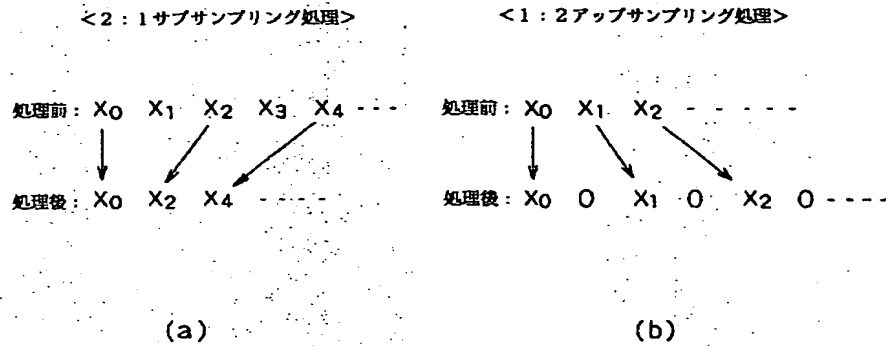 <2:1サブサンプリング処理>
処理前: X0 X1 X2 X3 X4 ---
処理後: X0 X2 X4 ----
(a)
<1:2アップサンプリング処理>
処理前: X0 X1 X2 - - - - -
処理後: X0 0 X1 0 X2 0 ----
(b)